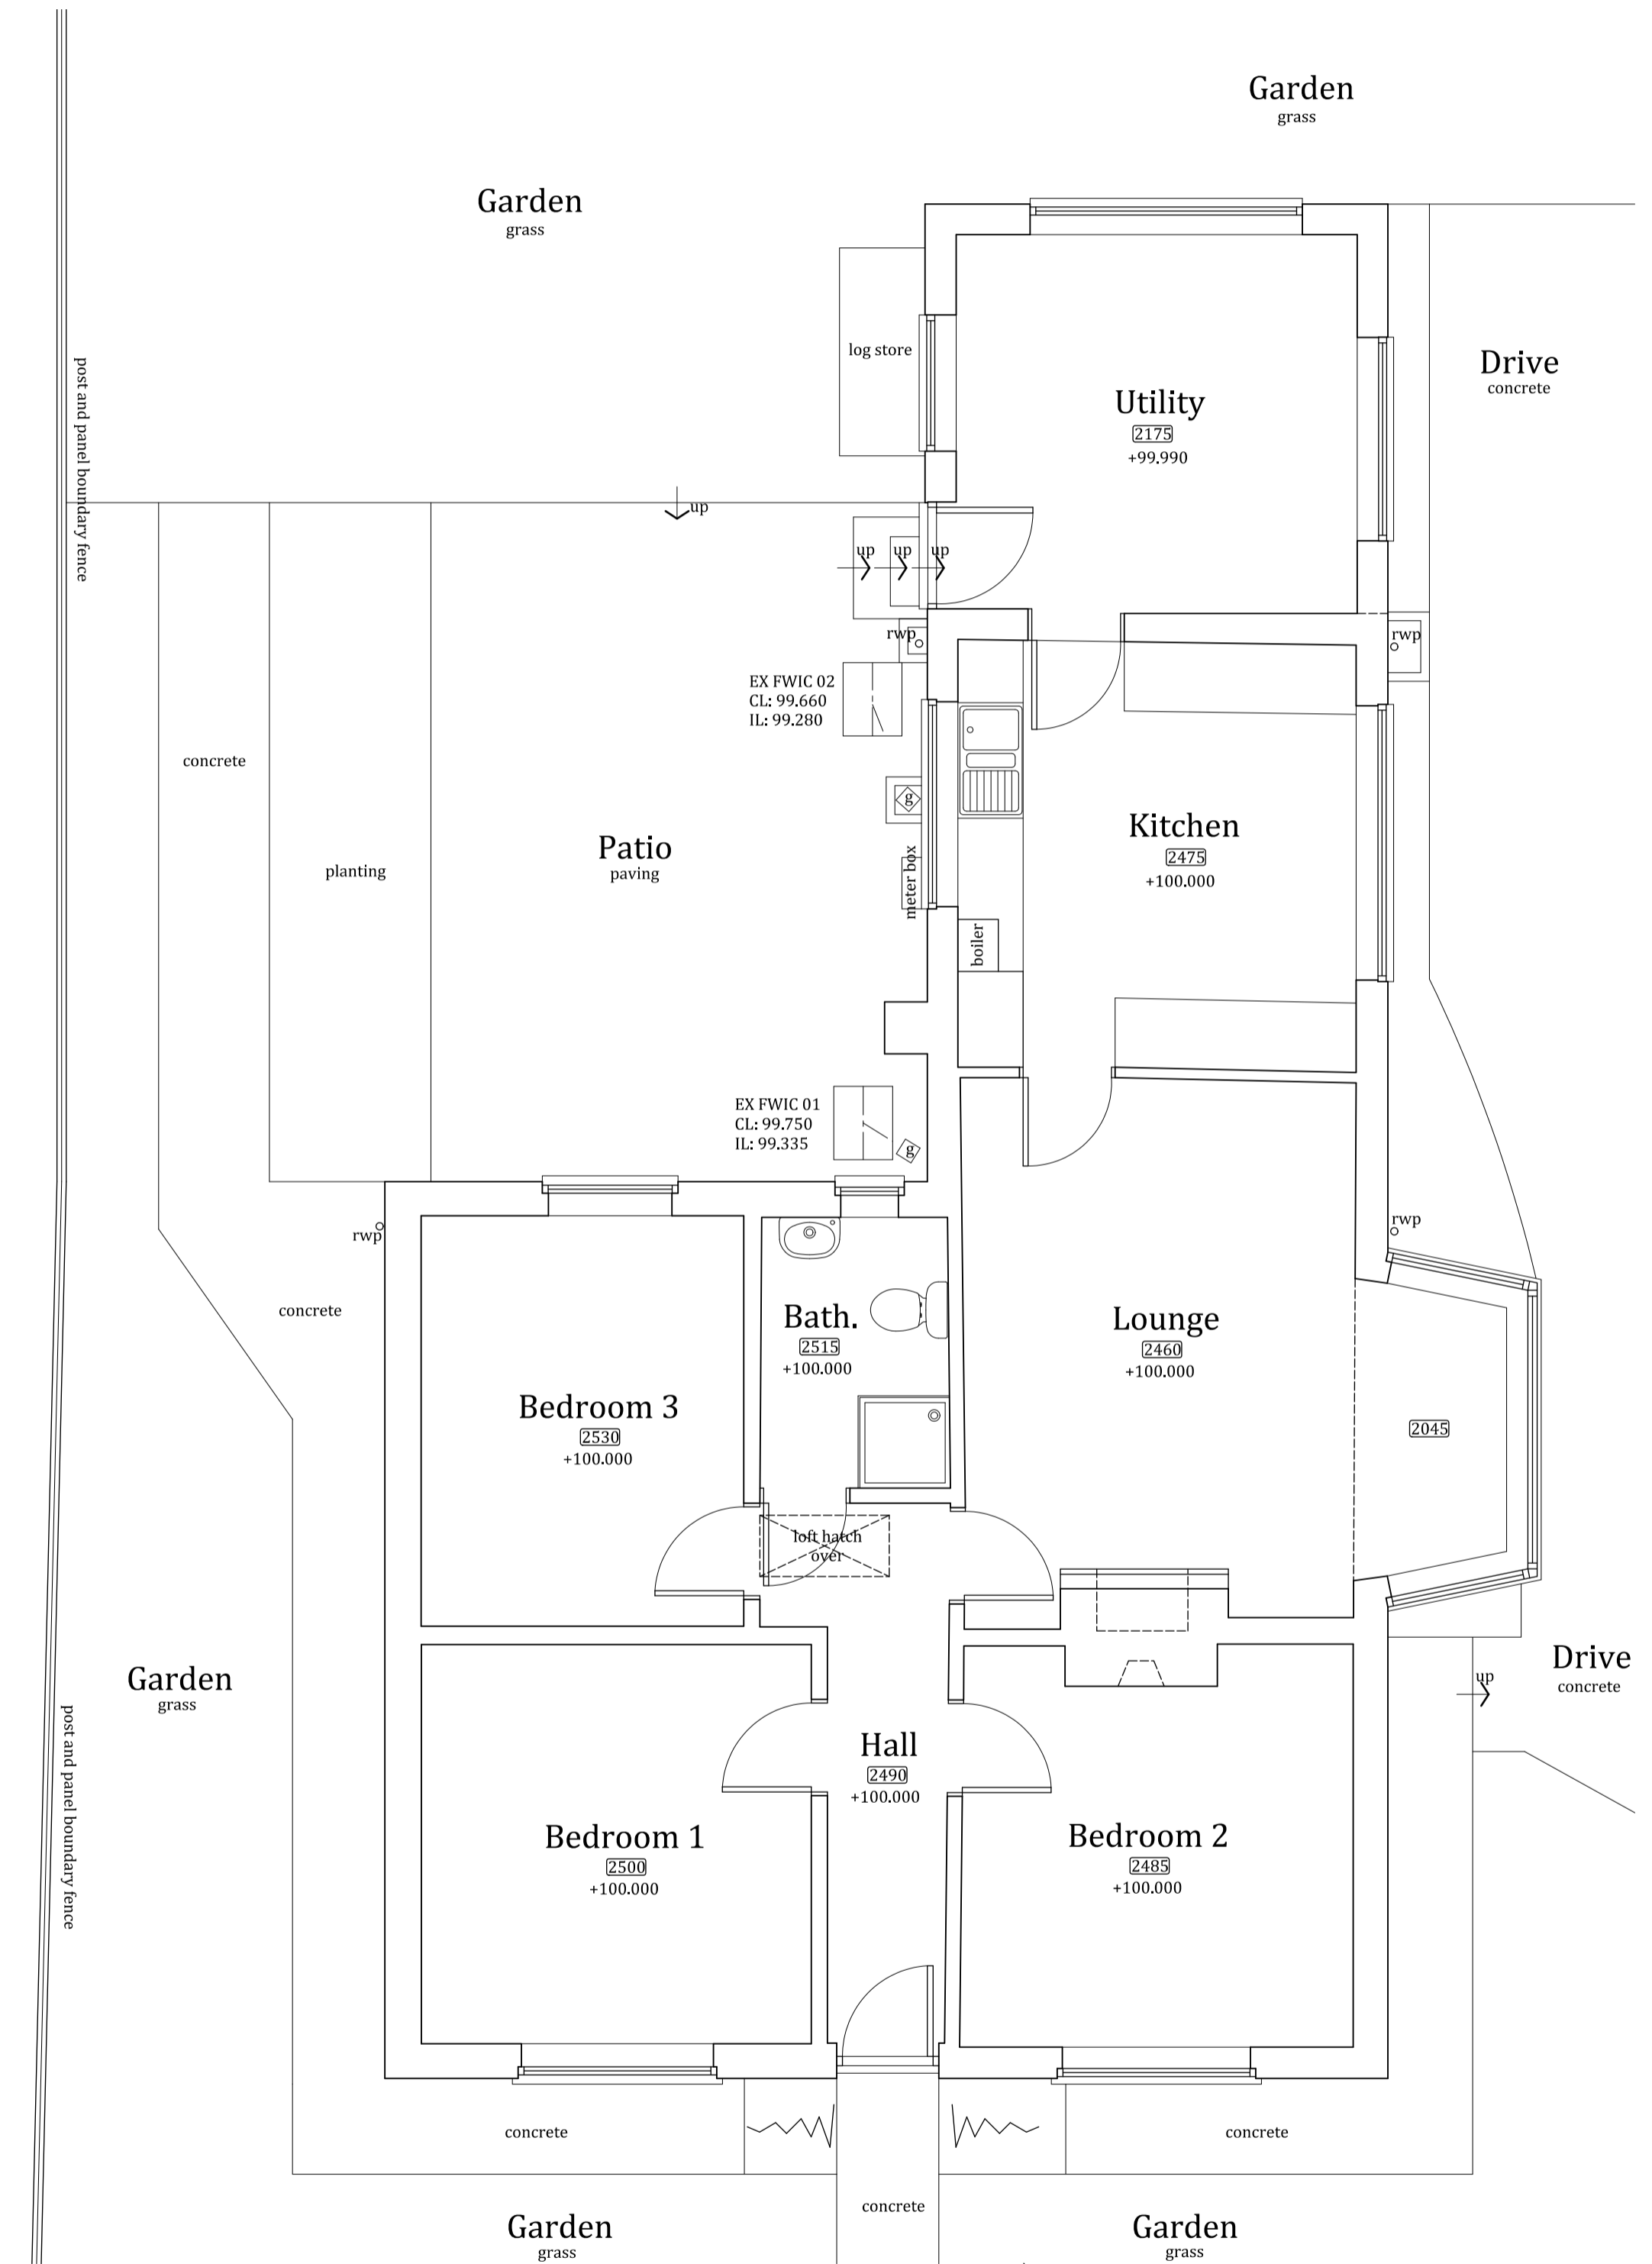 Garden
grass
Garden
grass
post and panel boundary fence
log store
Drive
concrete
Utility
2175
+99.990
up
up
up
up
rwp
rwp
EX FWIC 02
CL: 99.660
IL: 99.280
concrete
planting
Patio
paving
g
meter box
Kitchen
2475
+100.000
boiler
EX FWIC 01
CL: 99.750
IL: 99.335
g
rwp
rwp
concrete
Bath.
2515
+100.000
Lounge
2460
+100.000
2045
Bedroom 3
2530
+100.000
loft hatch
over
Garden
grass
post and panel boundary fence
Drive
concrete
up
Hall
2490
+100.000
Bedroom 1
2500
+100.000
Bedroom 2
2485
+100.000
concrete
concrete
concrete
Garden
grass
Garden
grass